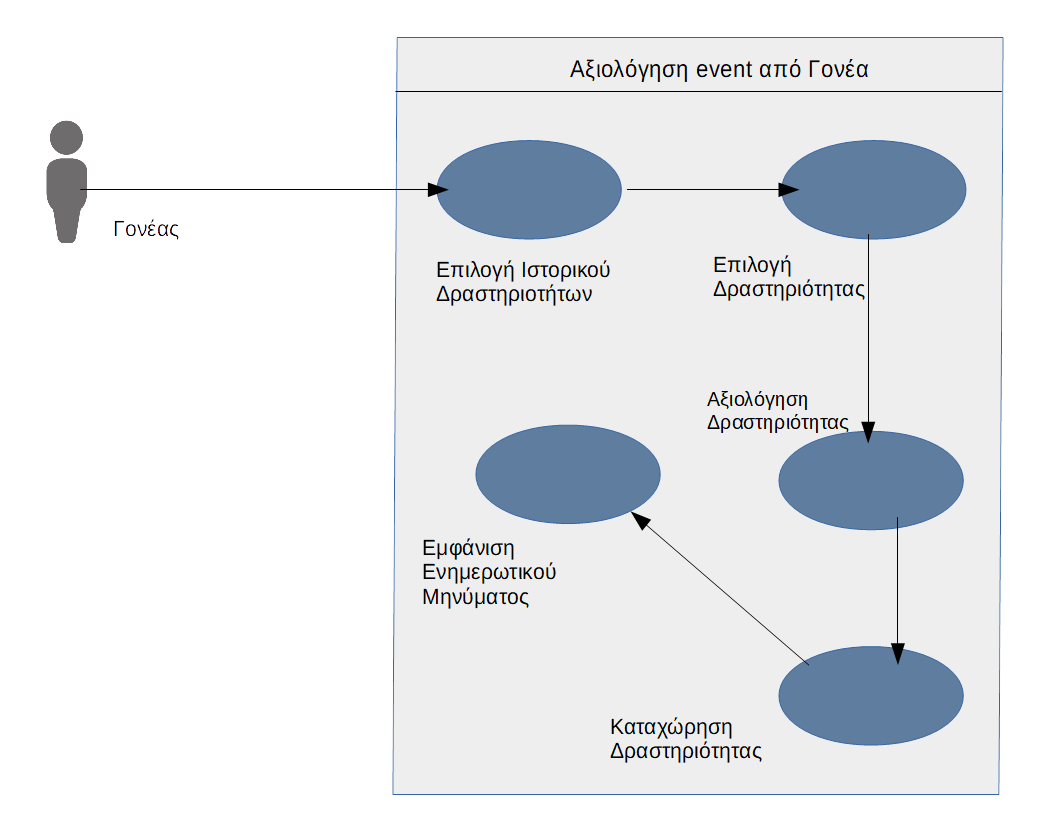 Αξιολόγηση event από Γονέα
Γονέας
Επιλογή Ιστορικού
Δραστηριοτήτων
Επιλογή
Δραστηριότητας
Αξιολόγηση
Δραστηριότητας
Εμφάνιση
Ενημερωτικού
Μηνύματος
Καταχώρηση
Δραστηριότητας